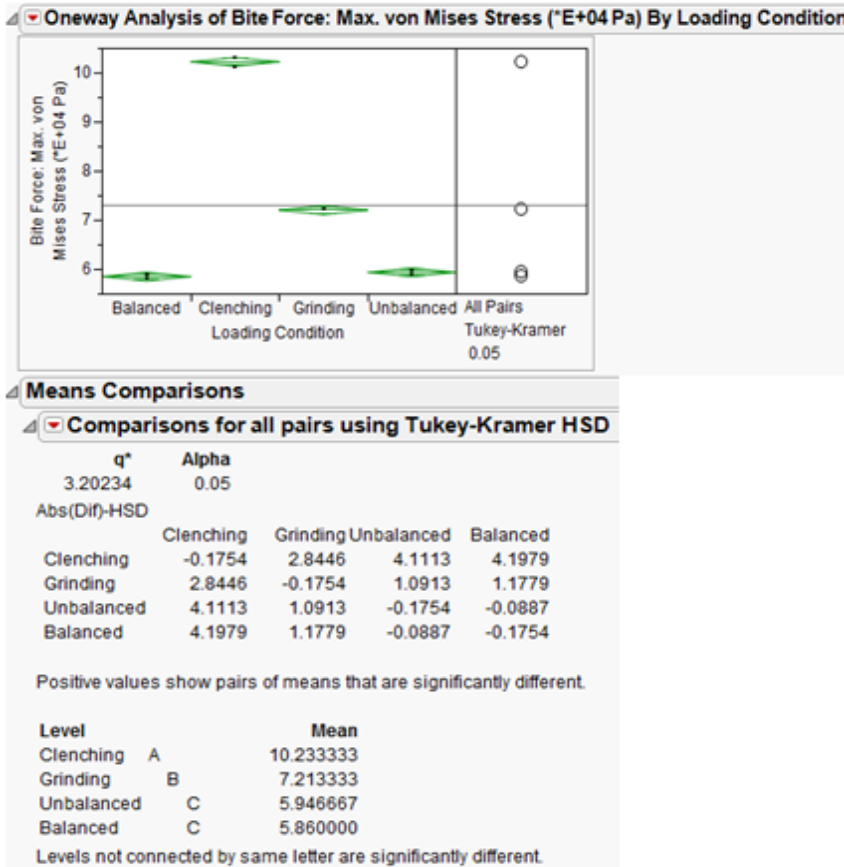 Oneway Analysis of Bite Force: Max. von Mises Stress (*E+04 Pa) By Loading Condition
Bite Force: Max. von
Mises Stress (*E+04 Pa)
10
9
8
7
6
Balanced Clenching Grinding Unbalanced All Pairs
Loading Condition Tukey-Kramer
0.05
Means Comparisons
Comparisons for all pairs using Tukey-Kramer HSD
q* Alpha
3.20234 0.05
Abs(Dif)-HSD
Clenching Grinding Unbalanced Balanced
Clenching -0.1754 2.8446 4.1113 4.1979
Grinding 2.8446 -0.1754 1.0913 1.1779
Unbalanced 4.1113 1.0913 -0.1754 -0.0887
Balanced 4.1979 1.1779 -0.0887 -0.1754
Positive values show pairs of means that are significantly different.
Level Mean
Clenching A 10.233333
Grinding B 7.213333
Unbalanced C 5.946667
Balanced C 5.860000
Levels not connected by same letter are significantly different.